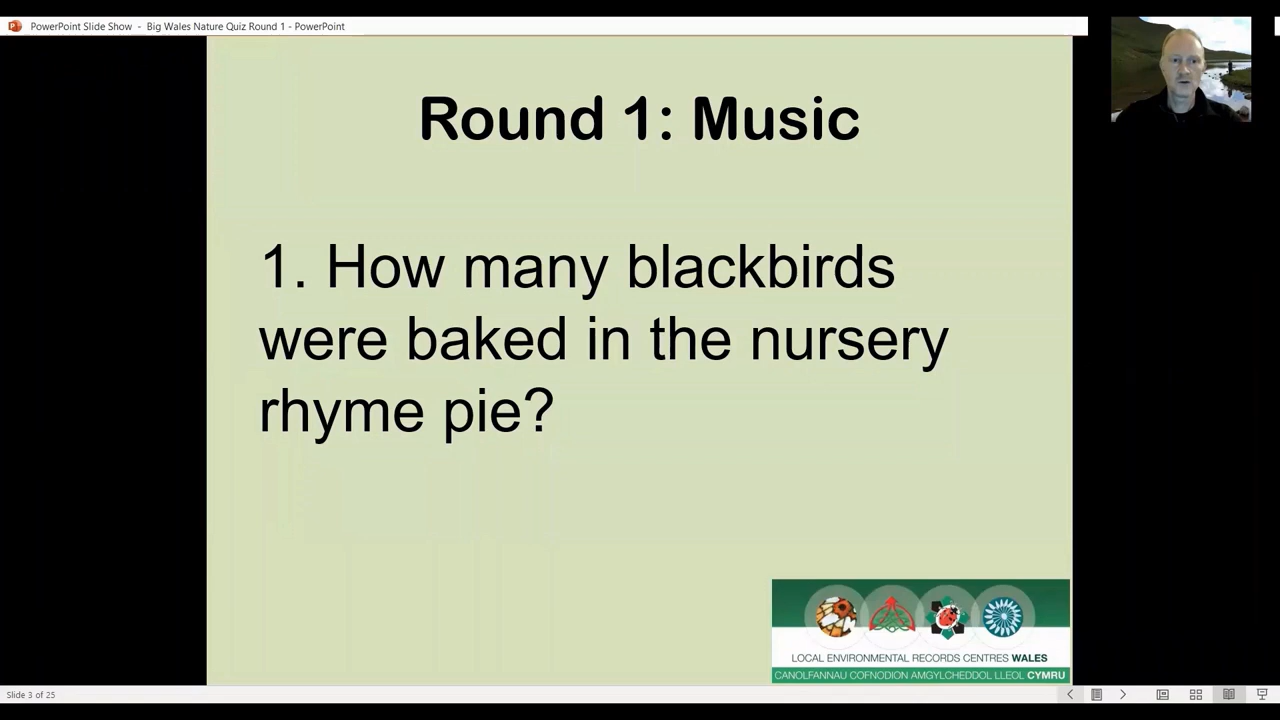 PowerPoint Slide Show - Big Wales Nature Quiz Round 1 - PowerPoint
Round 1: Music
1. How many blackbirds
were baked in the nursery
rhyme pie?
LOCAL ENVIRONMENTAL RECORDS CENTRES WALES
CANOLFANNAU COFNODION AMGYLCHEDDOL LLEOL CYMRU
Slide 3 of 25